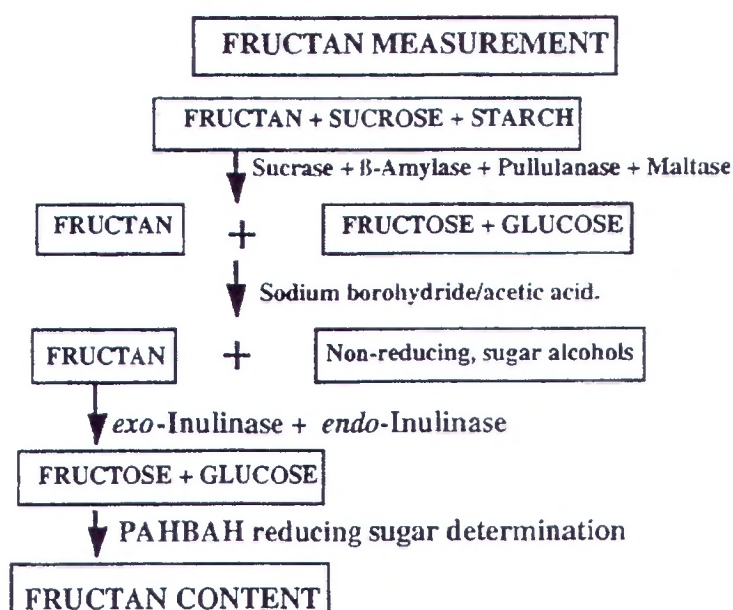 FRUCTAN MEASUREMENT
FRUCTAN + SUCROSE + STARCH
Sucrase + ß-Amylase + Pullulanase + Maltase
FRUCTAN + FRUCTOSE + GLUCOSE
Sodium borohydride/acetic acid.
FRUCTAN + Non-reducing, sugar alcohols
exo-Inulinase + endo-Inulinase
FRUCTOSE + GLUCOSE
PAHBAH reducing sugar determination
FRUCTAN CONTENT